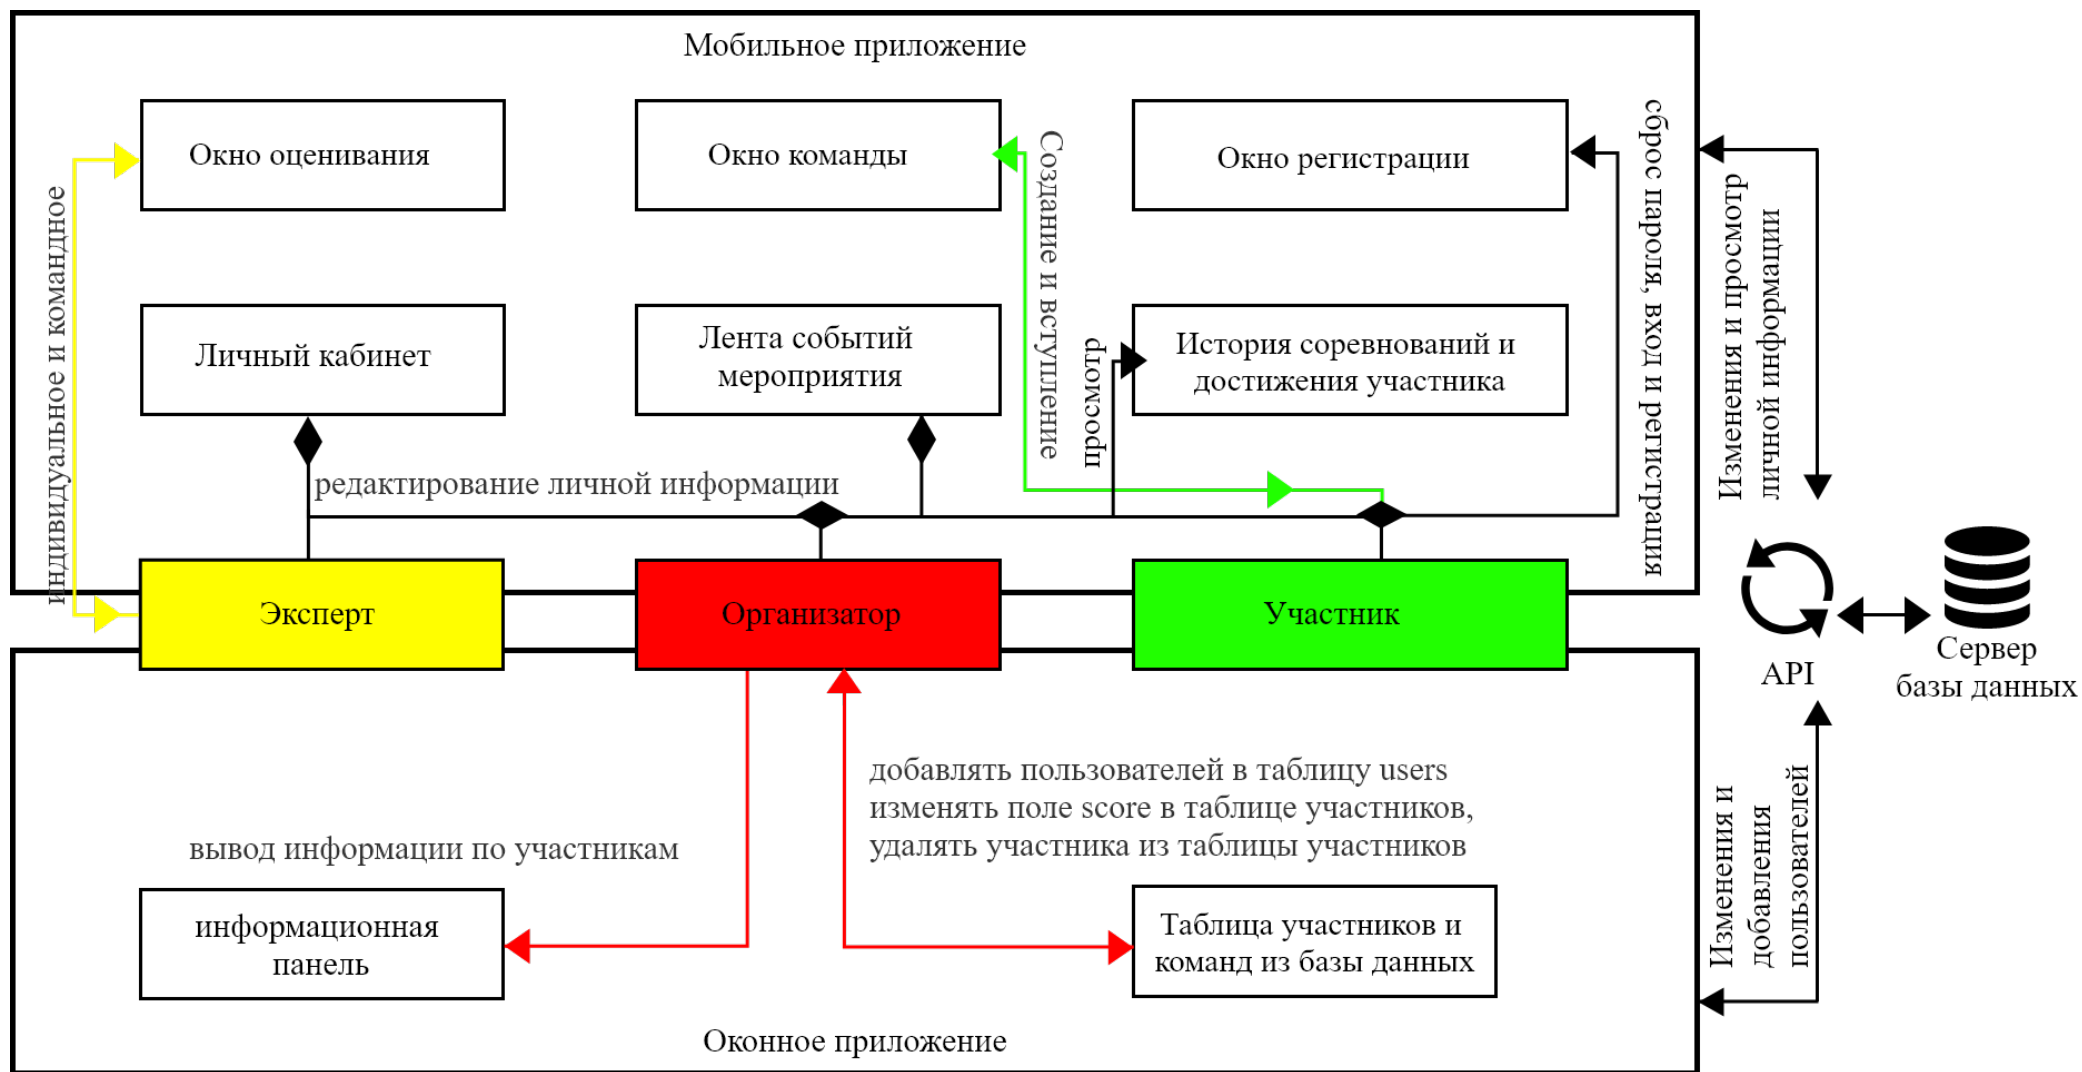 Мобильное приложение
Окно оценивания
Окно команды
Окно регистрации
индивидуальное и командное
Создание и вступление
сброс пароля, вход и регистрация
Изменения и просмотр
личной информации
Личный кабинет
Лента событий
мероприятия
просмотр
История соревнований и
достижения участника
редактирование личной информации
Эксперт
Организатор
Участник
API
Сервер
базы данных
добавлять пользователей в таблицу users
изменять поле score в таблице участников,
удалять участника из таблицы участников
вывод информации по участникам
Изменения и
добавления
пользователей
информационная
панель
Таблица участников и
команд из базы данных
Оконное приложение